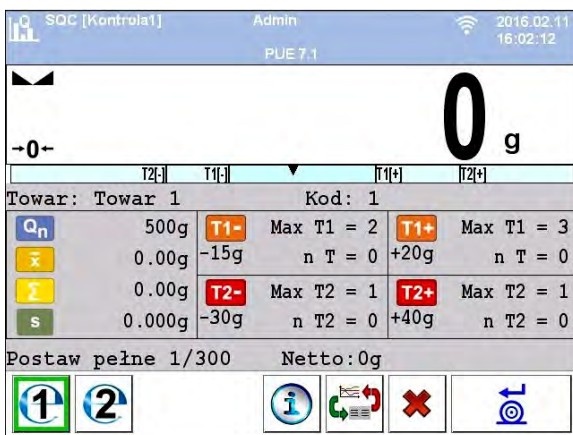 SQC [Kontrola1] Admin 2016.02.11
PUE 7.1 16:02:12
0 g
→0←
T2[-] T1[-] T1[+] T2[+]
Towar: Towar 1 Kod: 1
Qn 500g T1- Max T1 = 2 T1+ Max T1 = 3
x̄ 0.00g -15g n T = 0 +20g n T = 0
Σ 0.00g T2- Max T2 = 1 T2+ Max T2 = 1
s 0.000g -30g n T2 = 0 +40g n T2 = 0
Postaw pełne 1/300 Netto:0g
1 2 i